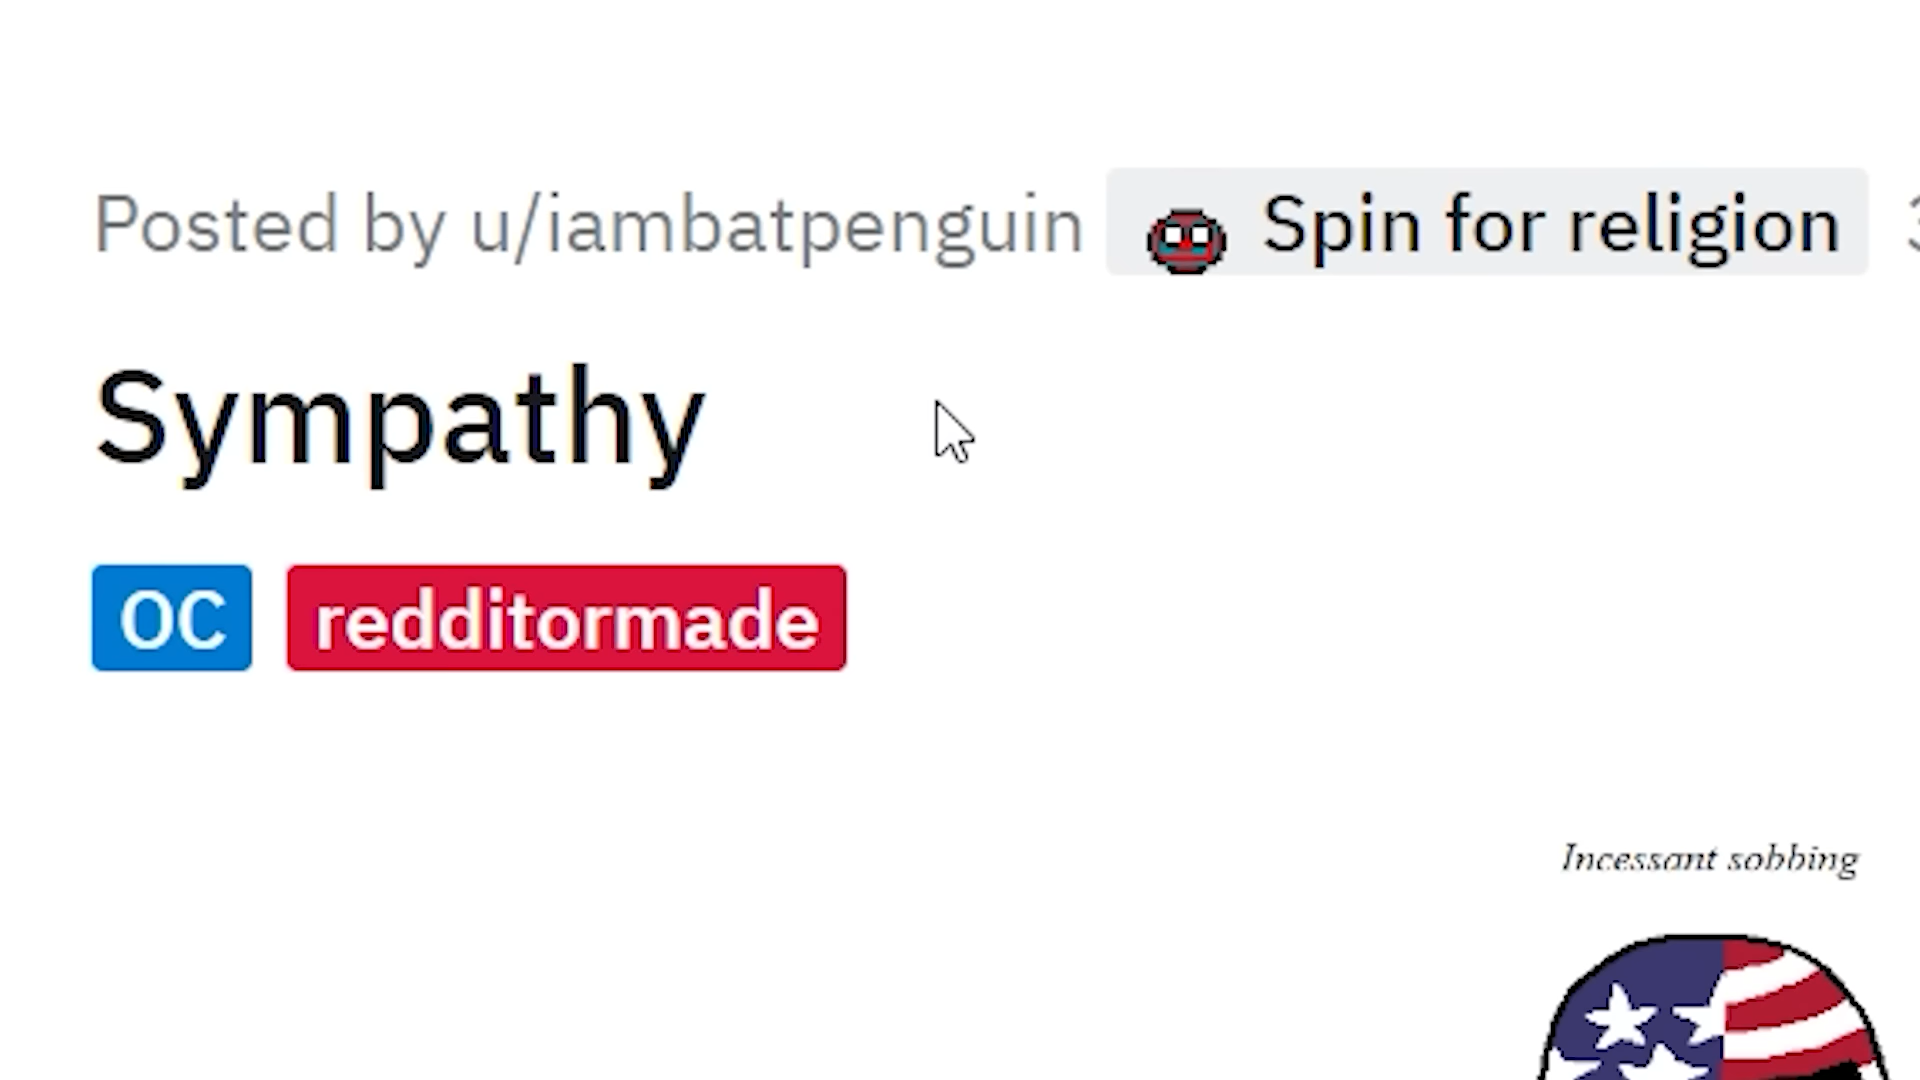 Posted by u/iambatpenguin Spin for religion
Sympathy
OC redditormade
Incessant sobbing